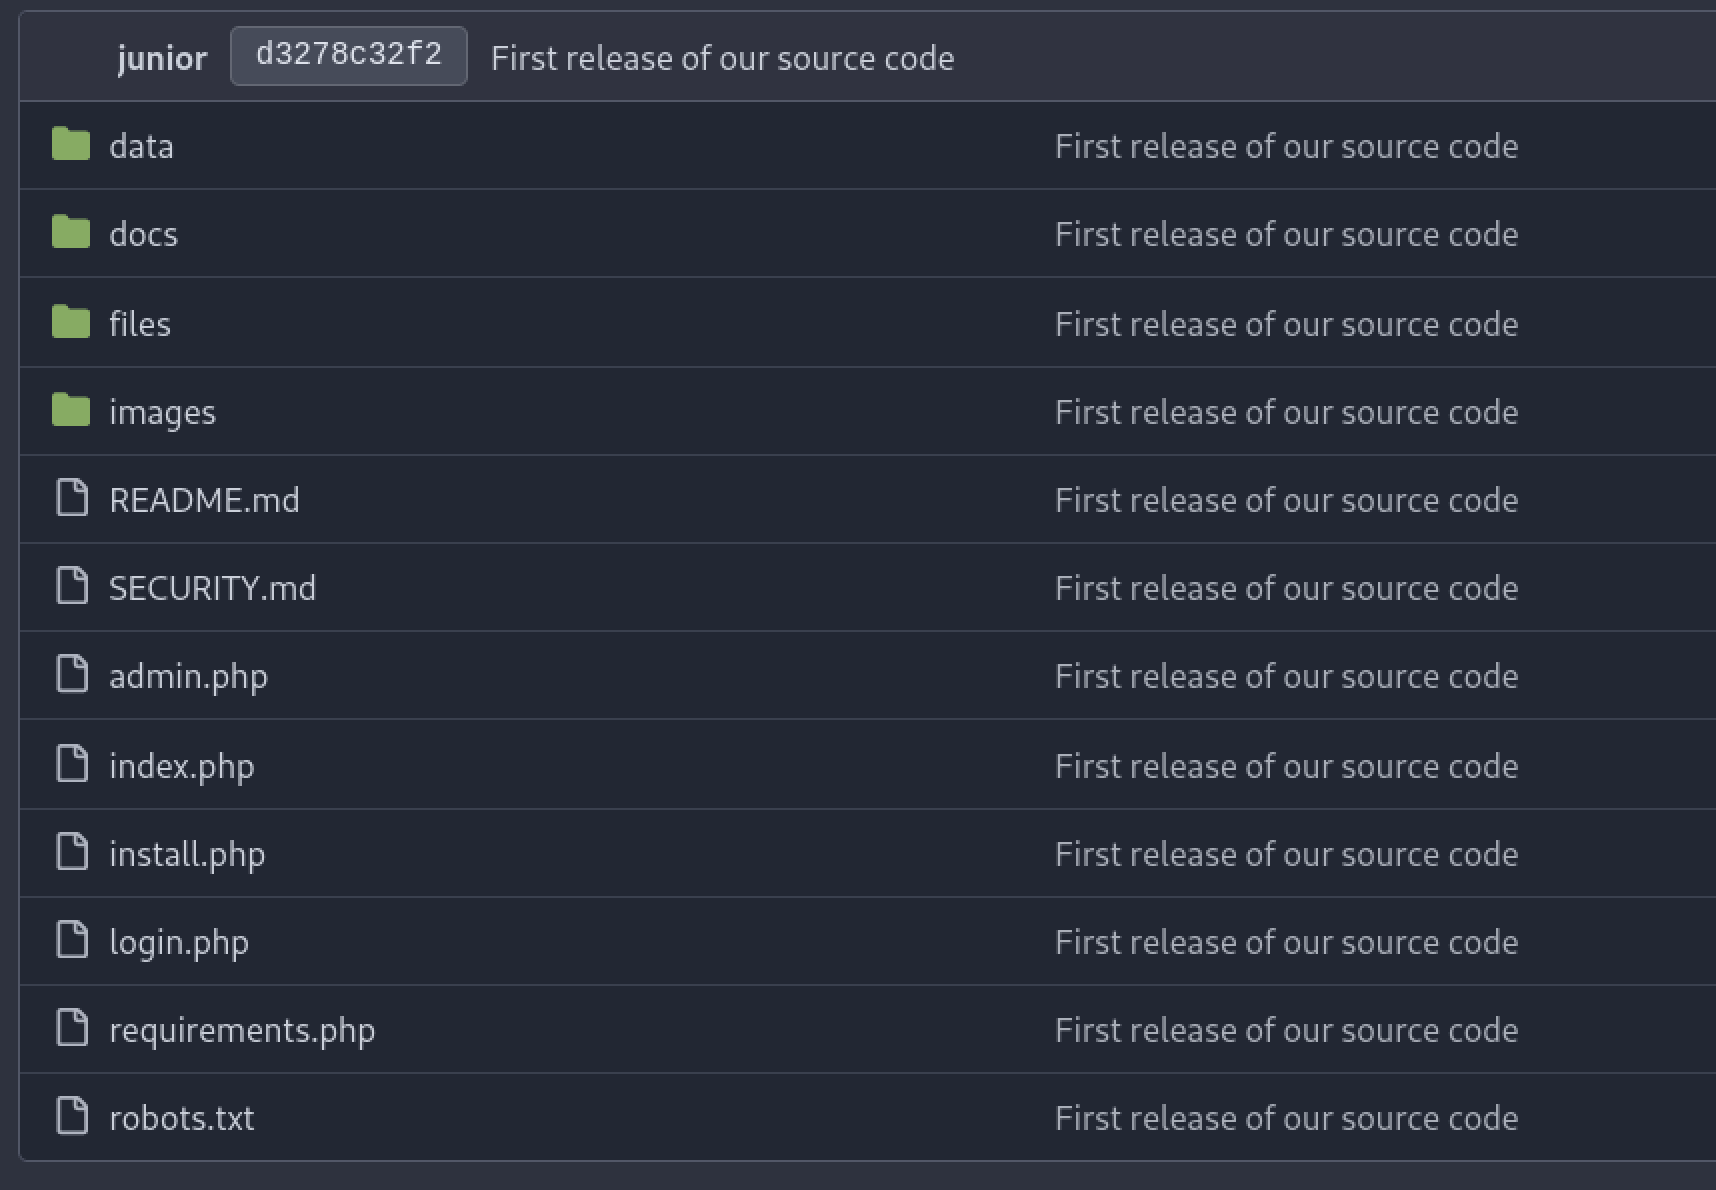 junior d3278c32f2 First release of our source code
data First release of our source code
docs First release of our source code
files First release of our source code
images First release of our source code
README.md First release of our source code
SECURITY.md First release of our source code
admin.php First release of our source code
index.php First release of our source code
install.php First release of our source code
login.php First release of our source code
requirements.php First release of our source code
robots.txt First release of our source code